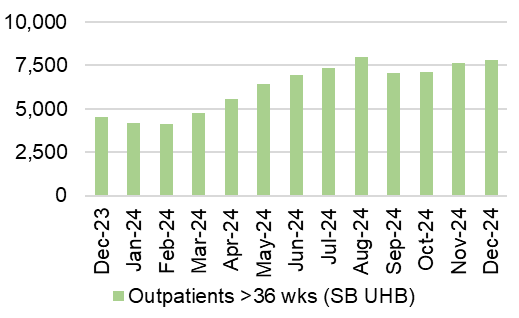 10,000
7,500
5,000
2,500
0
Dec-23
Jan-24
Feb-24
Mar-24
Apr-24
May-24
Jun-24
Jul-24
Aug-24
Sep-24
Oct-24
Nov-24
Dec-24
Outpatients >36 wks (SB UHB)